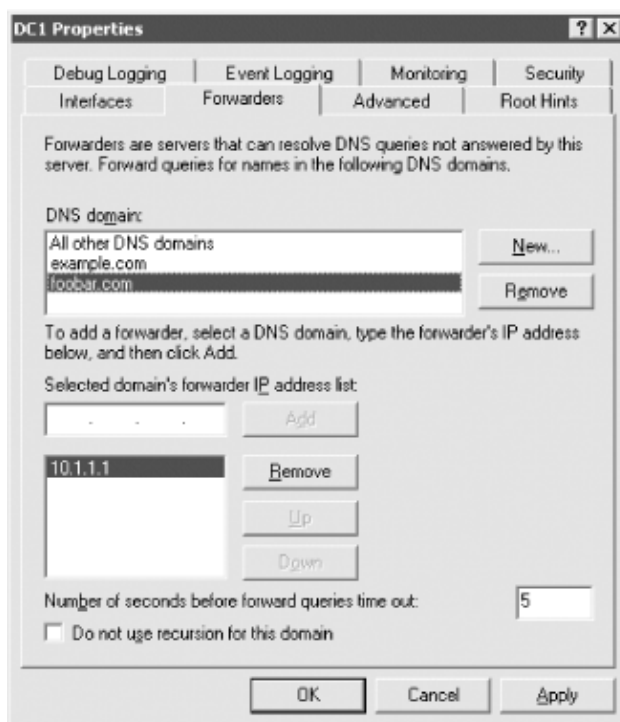 DC1 Properties
Debug Logging Event Logging Monitoring Security
Interfaces Forwarders Advanced Root Hints
Forwarders are servers that can resolve DNS queries not answered by this
server. Forward queries for names in the following DNS domains.
DNS domain:
All other DNS domains
example.com
foobar.com
New...
Remove
To add a forwarder, select a DNS domain, type the forwarder's IP address
below, and then click Add.
Selected domain's forwarder IP address list:
. . .
Add
10.1.1.1
Remove
Up
Down
Number of seconds before forward queries time out:
5
Do not use recursion for this domain
OK Cancel Apply